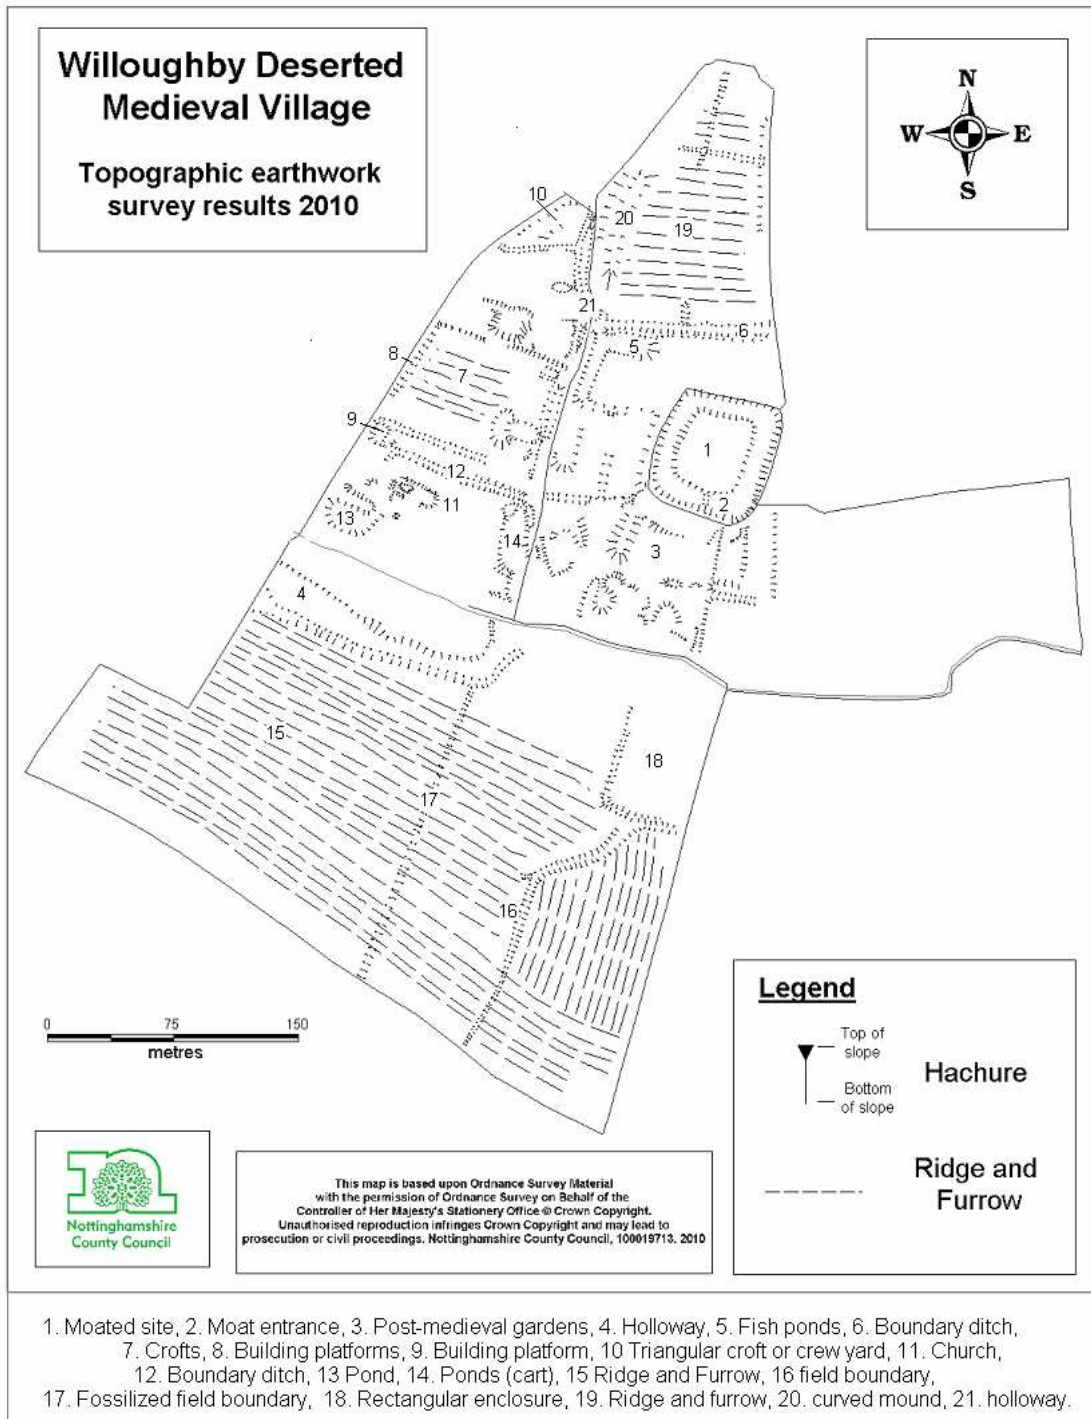 Willoughby Deserted
Medieval Village
Topographic earthwork
survey results 2010
N
W
E
S
10
20
19
21
6
5
8
7
9
1
12
11
2
13
14
3
4
15
18
17
16
0
75
150
metres
Legend
Top of
slope
Bottom
of slope
Hachure
Ridge and
Furrow
Nottinghamshire
County Council
This map is based upon Ordnance Survey Material
with the permission of Ordnance Survey on Behalf of the
Controller of Her Majesty's Stationery Office © Crown Copyright.
Unauthorised reproduction infringes Crown Copyright and may lead to
prosecution or civil proceedings. Nottinghamshire County Council, 100019713. 2010
1. Moated site, 2. Moat entrance, 3. Post-medieval gardens, 4. Holloway, 5. Fish ponds, 6. Boundary ditch,
7. Crofts, 8. Building platforms, 9. Building platform, 10 Triangular croft or crew yard, 11. Church,
12. Boundary ditch, 13 Pond, 14. Ponds (cart), 15 Ridge and Furrow, 16 field boundary,
17. Fossilized field boundary, 18. Rectangular enclosure, 19. Ridge and furrow, 20. curved mound, 21. holloway.